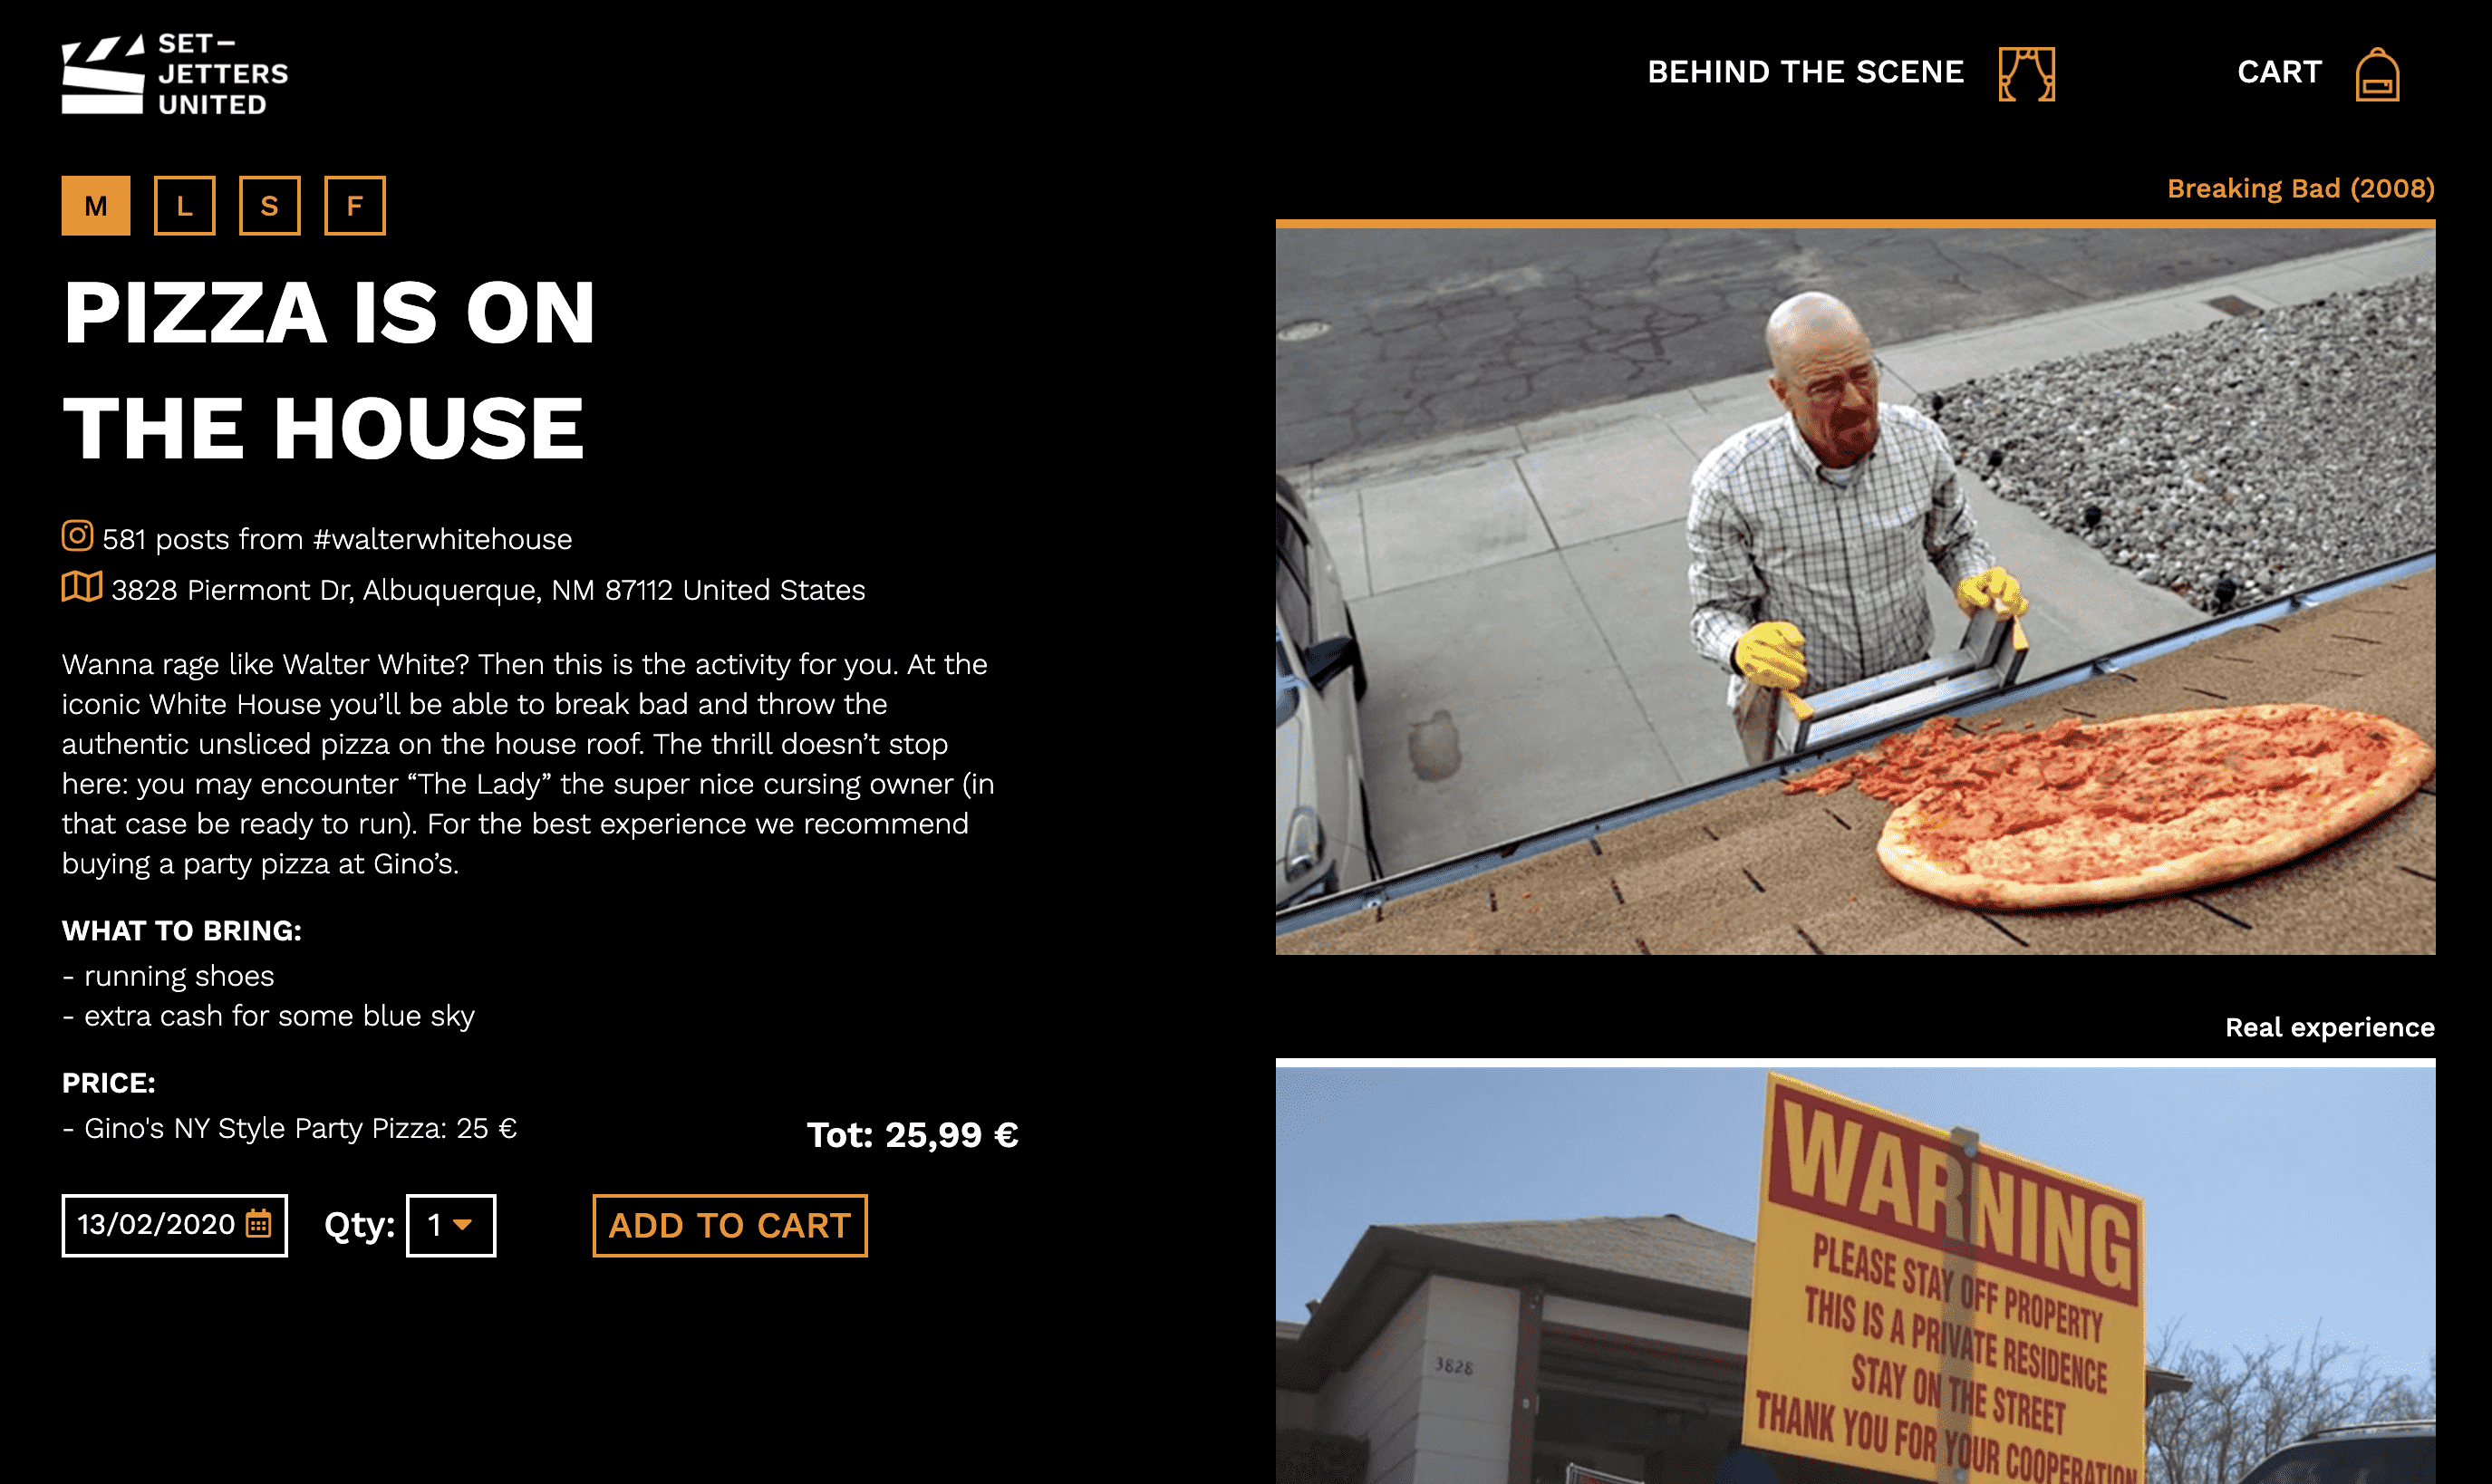 SET–
JETTERS
UNITED
BEHIND THE SCENE
CART
M L S F
PIZZA IS ON
THE HOUSE
581 posts from #walterwhitehouse
3828 Piermont Dr, Albuquerque, NM 87112 United States
Wanna rage like Walter White? Then this is the activity for you. At the
iconic White House you’ll be able to break bad and throw the
authentic unsliced pizza on the house roof. The thrill doesn’t stop
here: you may encounter “The Lady” the super nice cursing owner (in
that case be ready to run). For the best experience we recommend
buying a party pizza at Gino’s.
WHAT TO BRING:
- running shoes
- extra cash for some blue sky
PRICE:
- Gino's NY Style Party Pizza: 25 €
Tot: 25,99 €
13/02/2020
Qty: 1
ADD TO CART
Breaking Bad (2008)
Real experience
WARNING
PLEASE STAY OFF PROPERTY
THIS IS A PRIVATE RESIDENCE
STAY ON THE STREET
THANK YOU FOR YOUR COOPERATION
3828